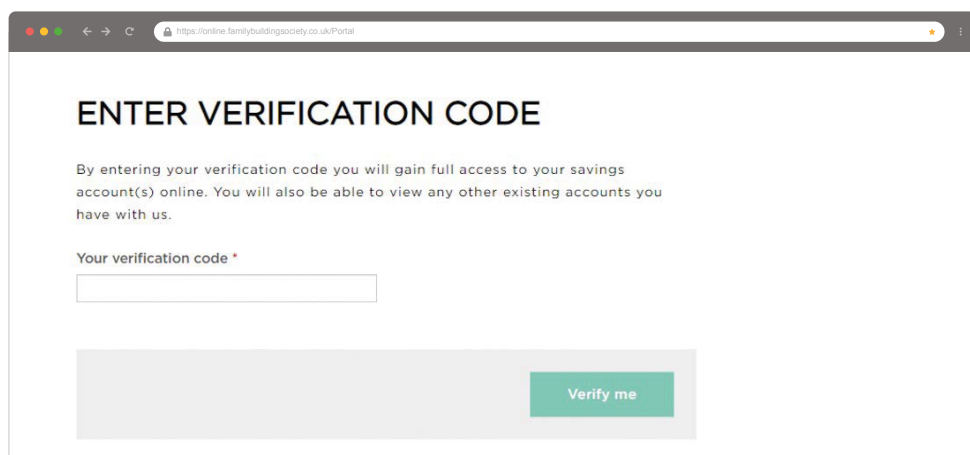 https://online.familybuildingsociety.co.uk/Portal
ENTER VERIFICATION CODE
By entering your verification code you will gain full access to your savings
account(s) online. You will also be able to view any other existing accounts you
have with us.
Your verification code *
Verify me